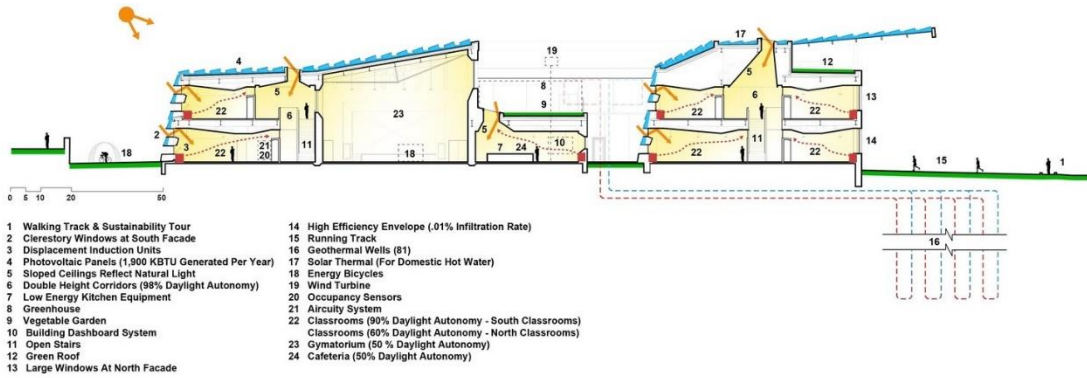 19
17
4
8
12
5
5
6
22
9
22
6
22
13
23
2
3
22
6
5
21
20
11
18
7
24
10
18
22
11
22
14
15
1
0 5 10 20 50
16
1 Walking Track & Sustainability Tour
2 Clerestory Windows at South Facade
3 Displacement Induction Units
4 Photovoltaic Panels (1,900 KBTU Generated Per Year)
5 Sloped Ceilings Reflect Natural Light
6 Double Height Corridors (98% Daylight Autonomy)
7 Low Energy Kitchen Equipment
8 Greenhouse
9 Vegetable Garden
10 Building Dashboard System
11 Open Stairs
12 Green Roof
13 Large Windows At North Facade
14 High Efficiency Envelope (.01% Infiltration Rate)
15 Running Track
16 Geothermal Wells (81)
17 Solar Thermal (For Domestic Hot Water)
18 Energy Bicycles
19 Wind Turbine
20 Occupancy Sensors
21 Aircuity System
22 Classrooms (90% Daylight Autonomy - South Classrooms)
Classrooms (60% Daylight Autonomy - North Classrooms)
23 Gymatorium (50 % Daylight Autonomy)
24 Cafeteria (50% Daylight Autonomy)